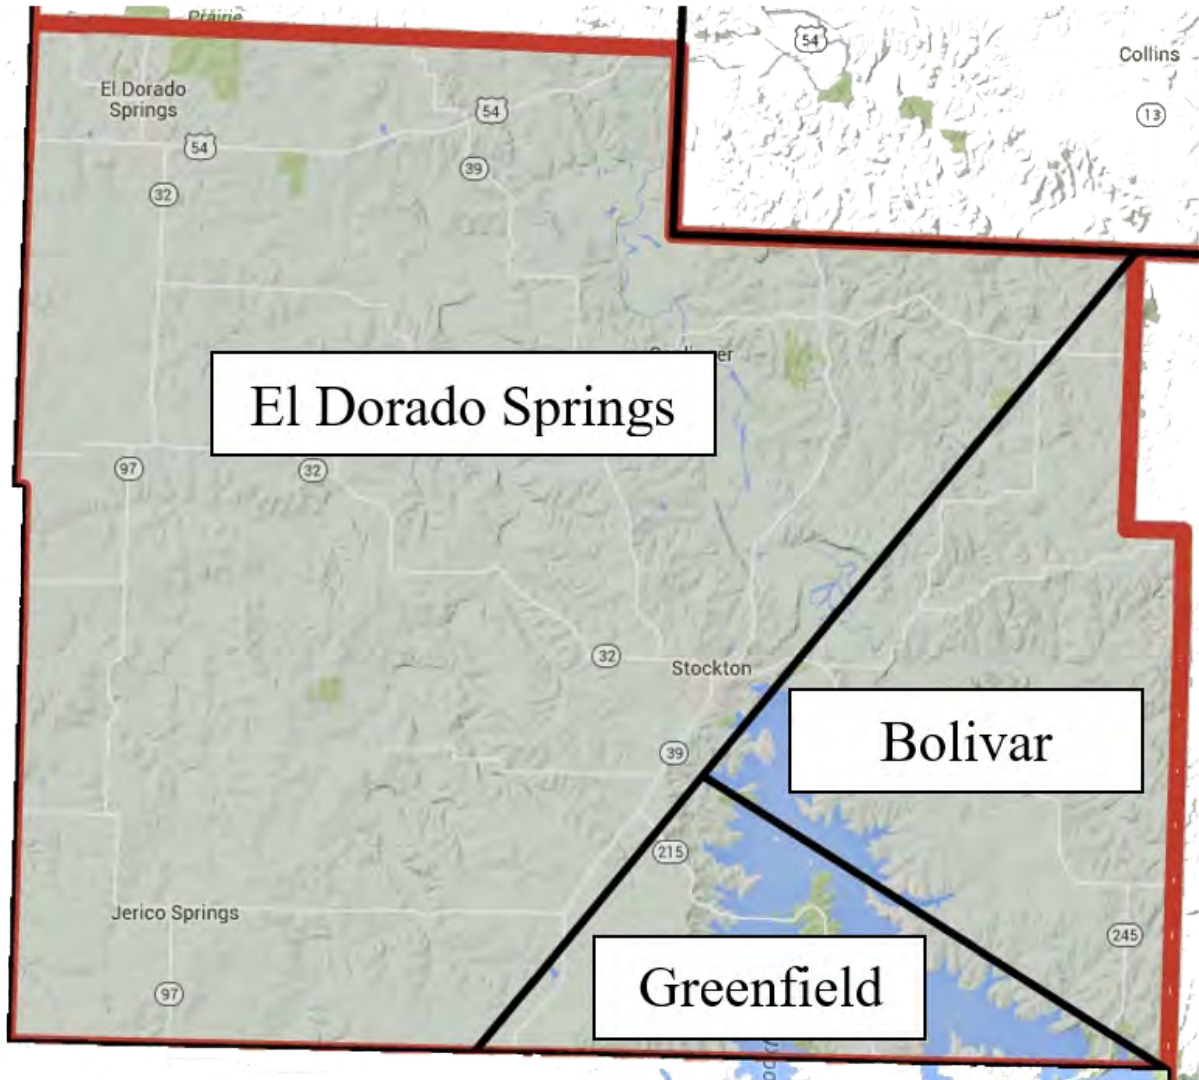 Prairie
54
Collins
El Dorado
Springs
54
13
54
39
32
El Dorado Springs
97
32
32
Stockton
Bolivar
39
215
Jerico Springs
245
Greenfield
97